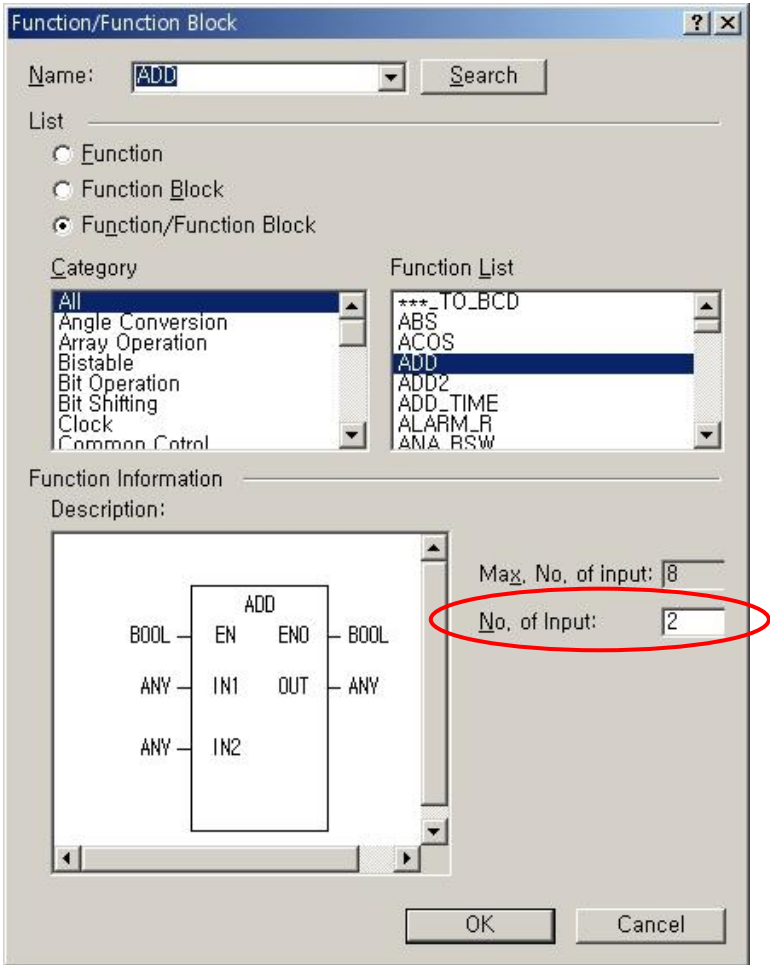 Function/Function Block
Name: ADD Search
List
Function
Function Block
Function/Function Block
Category Function List
All
Angle Conversion
Array Operation
Bistable
Bit Operation
Bit Shifting
Clock
Common Cotrol
***_TO_BCD
ABS
ACOS
ADD
ADD2
ADD_TIME
ALARM_R
ANA_BSW
Function Information
Description:
ADD
BOOL EN ENO BOOL
ANY IN1 OUT ANY
ANY IN2
Max, No, of input: 8
No, of Input: 2
OK Cancel